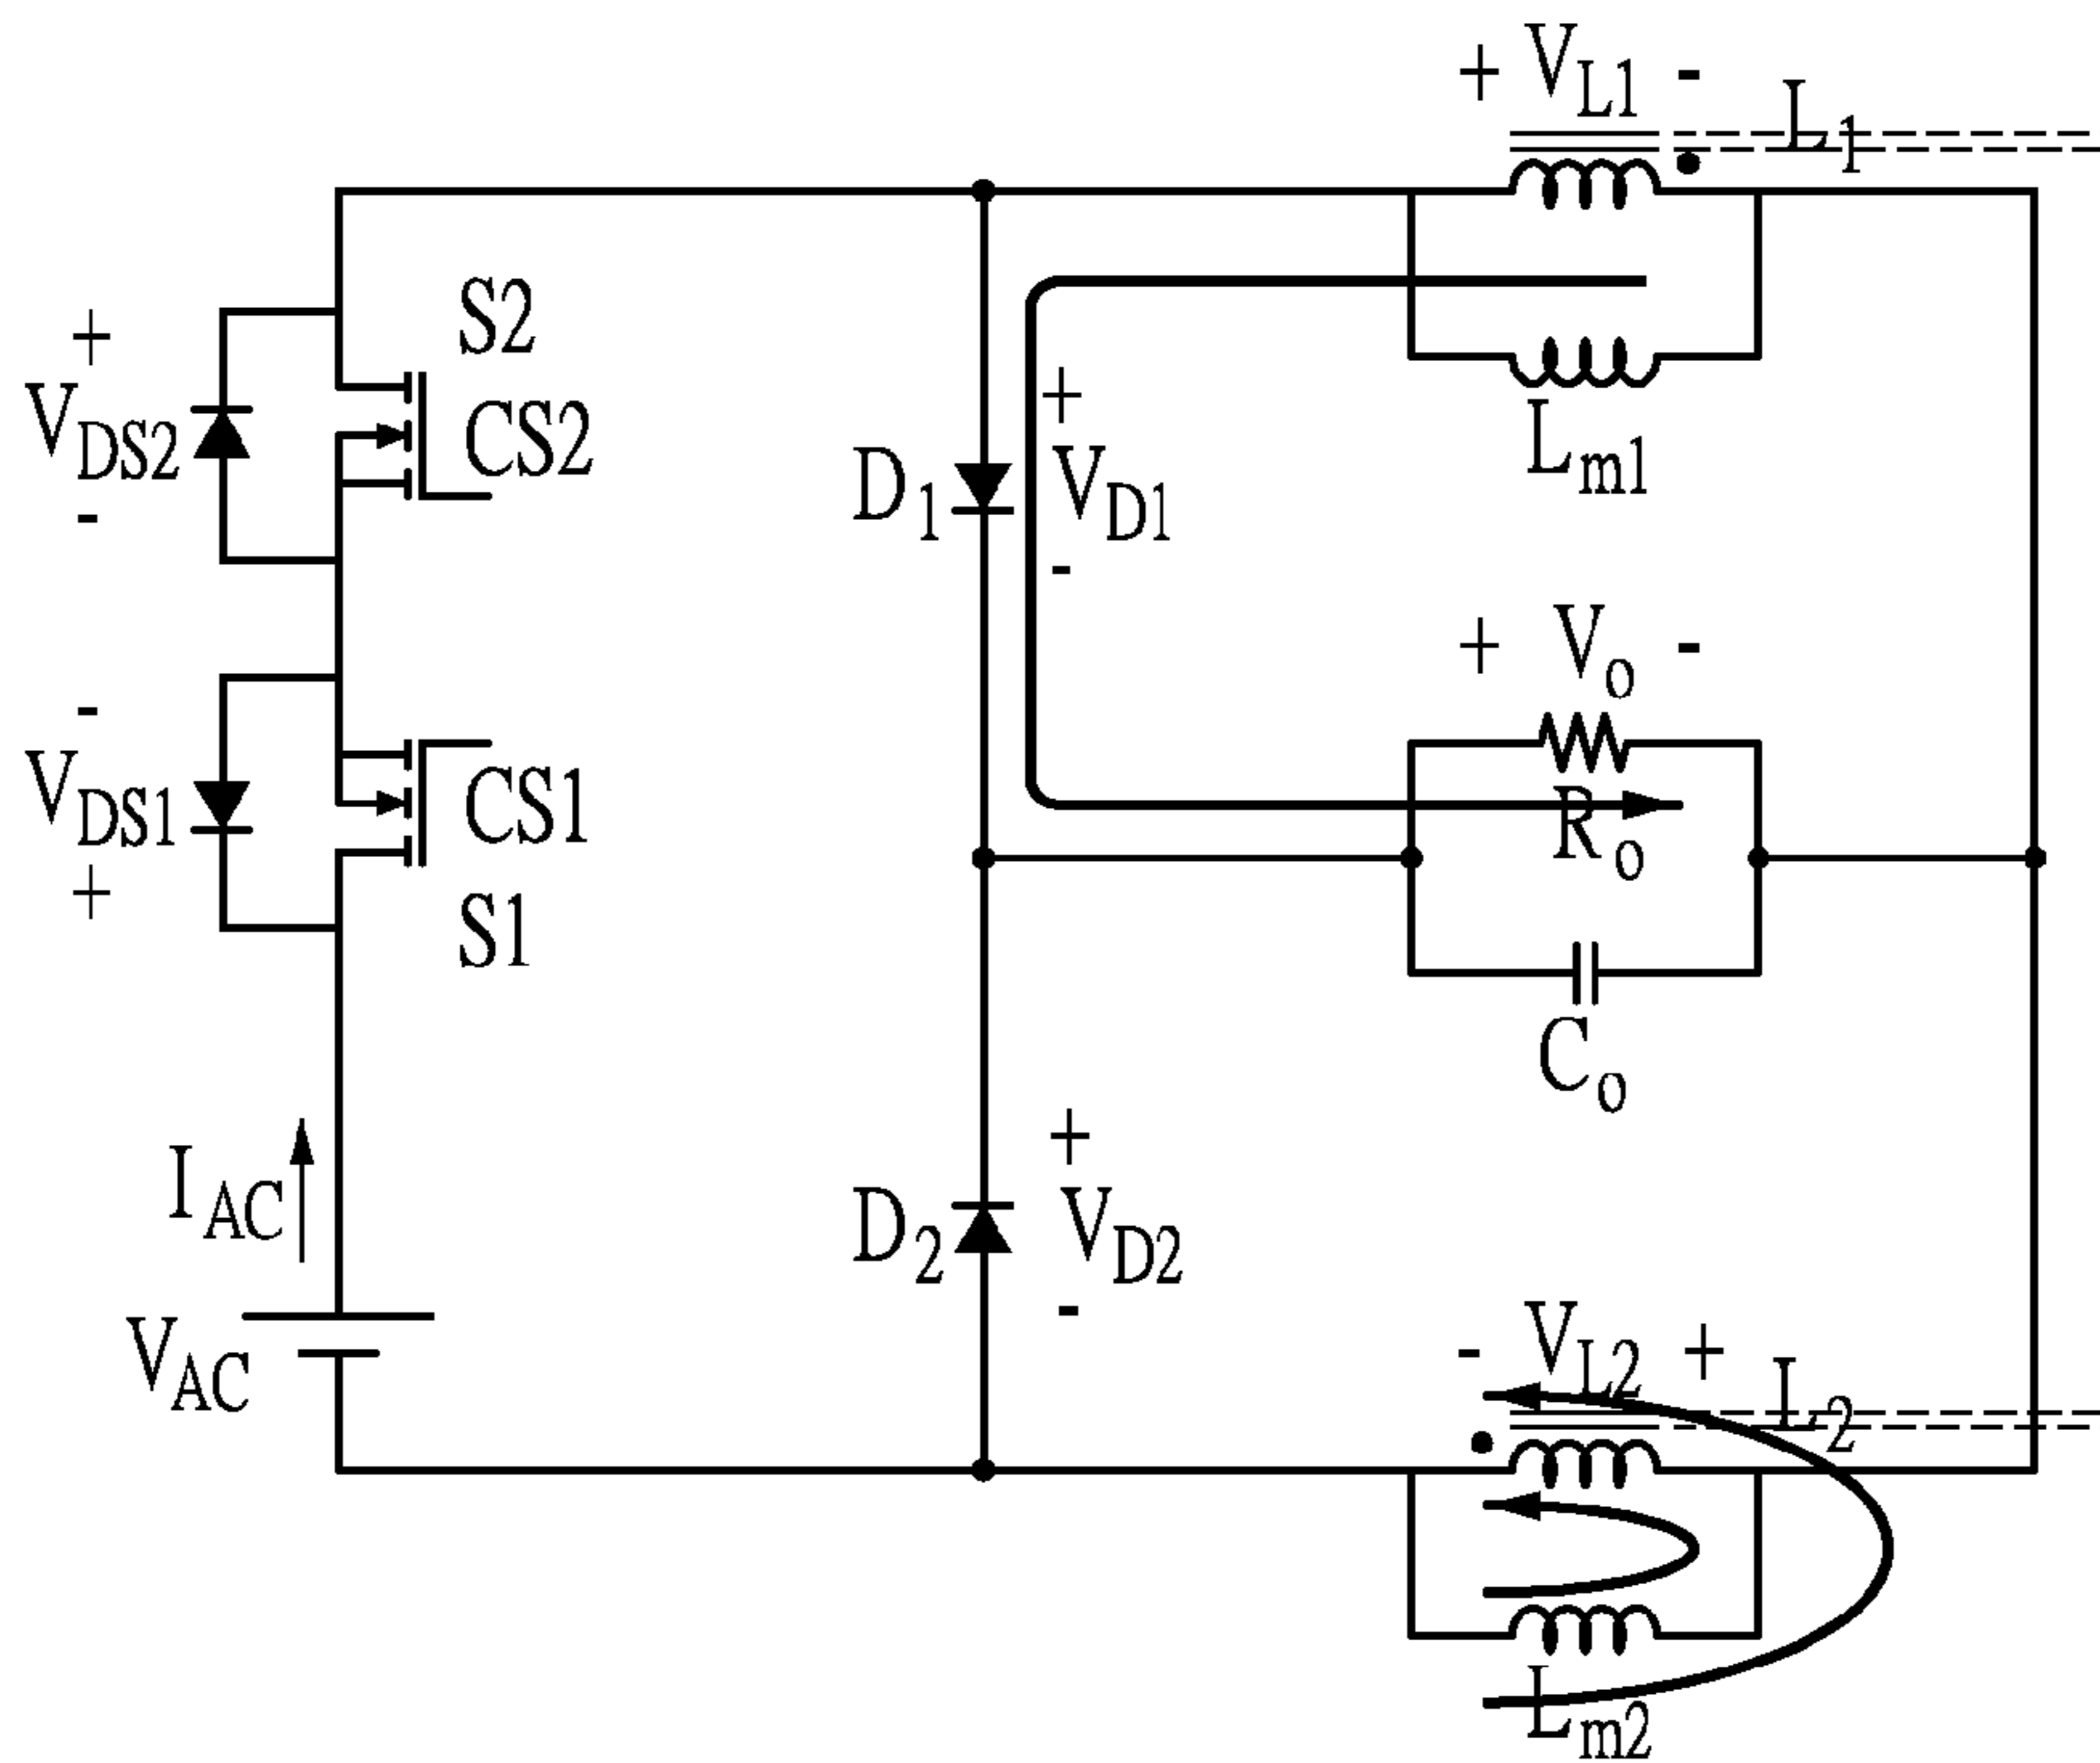 + VL1 -
L1
S2
+
VDS2
-
CS2
Lm1
D1
+
VD1
-
+ Vo -
-
VDS1
+
CS1
S1
Ro
Co
IAC
D2
+
VD2
-
VAC
- VL2 +
L2
Lm2